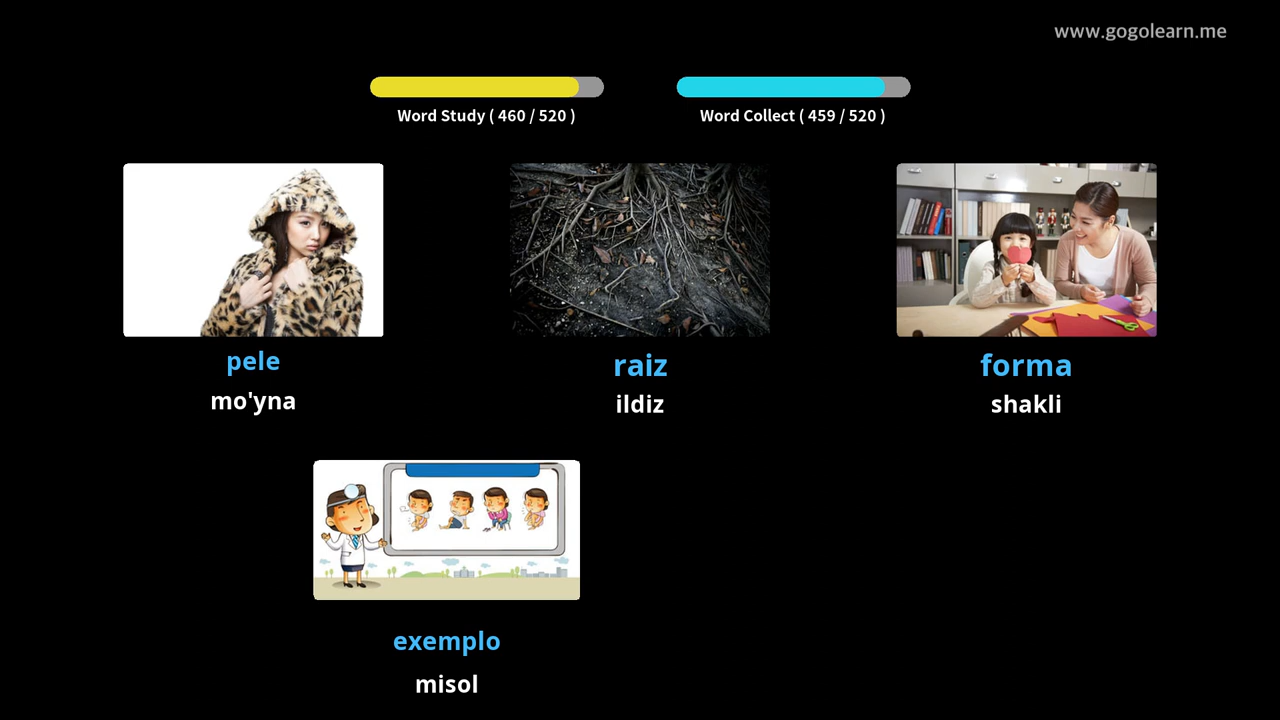 www.gogolearn.me
Word Study ( 460 / 520 )
Word Collect ( 459 / 520 )
pele
mo'yna
raiz
ildiz
forma
shakli
exemplo
misol